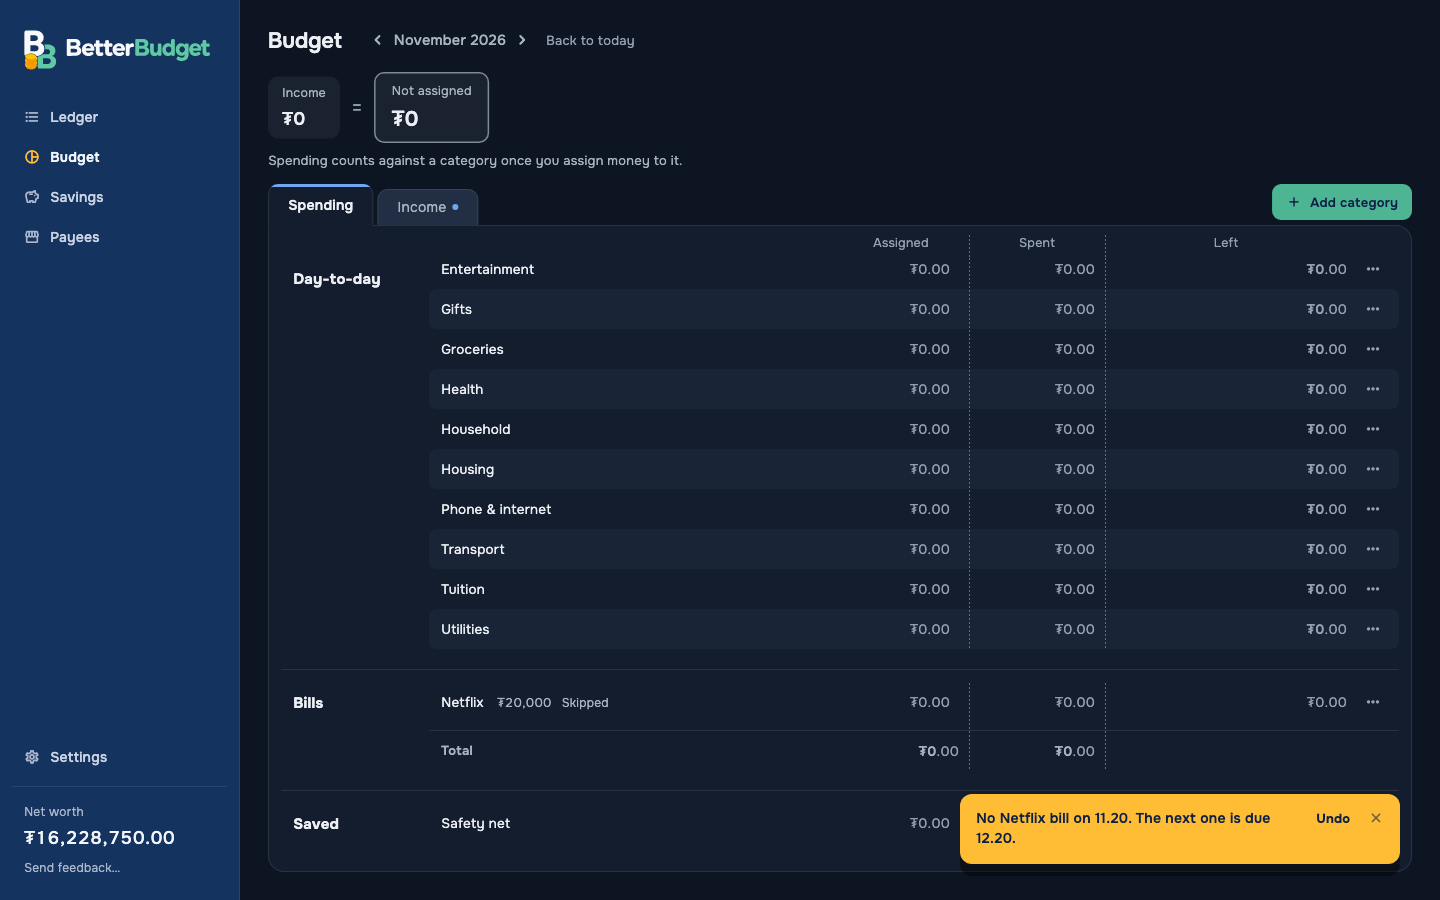 BetterBudget
Ledger
Budget
Savings
Payees
Settings
Net worth
₮16,228,750.00
Send feedback...
Budget
November 2026
Back to today
Income
₮0
=
Not assigned
₮0
Spending counts against a category once you assign money to it.
Spending
Income
+ Add category
Assigned Spent Left
Day-to-day
Entertainment ₮0.00 ₮0.00 ₮0.00
Gifts ₮0.00 ₮0.00 ₮0.00
Groceries ₮0.00 ₮0.00 ₮0.00
Health ₮0.00 ₮0.00 ₮0.00
Household ₮0.00 ₮0.00 ₮0.00
Housing ₮0.00 ₮0.00 ₮0.00
Phone & internet ₮0.00 ₮0.00 ₮0.00
Transport ₮0.00 ₮0.00 ₮0.00
Tuition ₮0.00 ₮0.00 ₮0.00
Utilities ₮0.00 ₮0.00 ₮0.00
Bills
Netflix ₮20,000 Skipped ₮0.00 ₮0.00 ₮0.00
Total ₮0.00 ₮0.00
Saved
Safety net ₮0.00
No Netflix bill on 11.20. The next one is due
12.20.
Undo